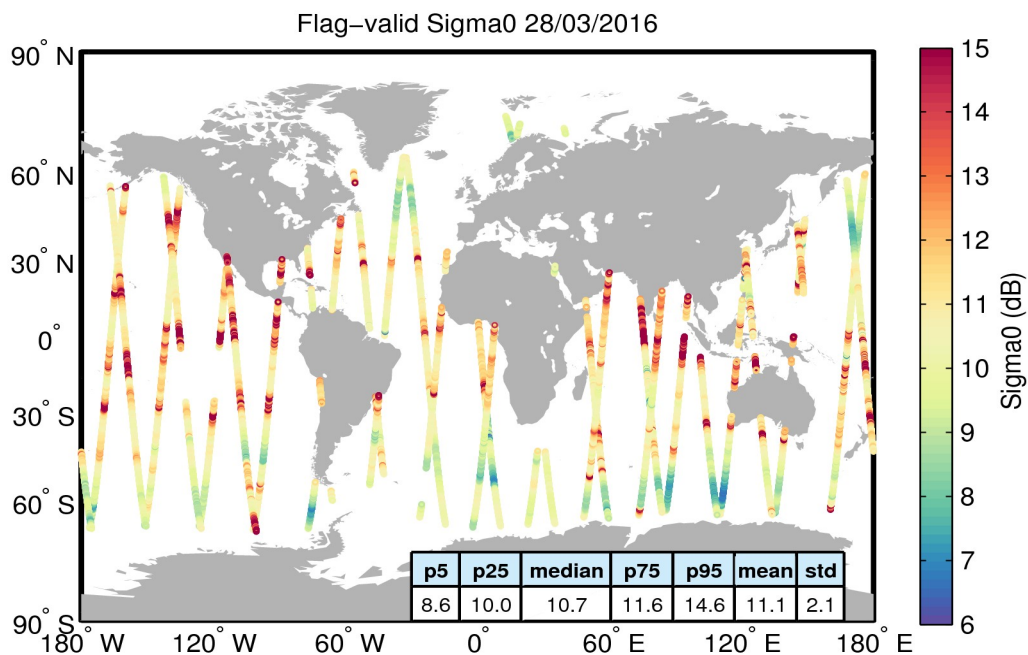 Flag−valid Sigma0 28/03/2016
90° N
60° N
30° N
0°
30° S
60° S
90° S
180° W
120° W
60° W
0°
60° E
120° E
180° E
p5 p25 median p75 p95 mean std
8.6 10.0 10.7 11.6 14.6 11.1 2.1
15
14
13
12
11
10
9
8
7
6
Sigma0 (dB)